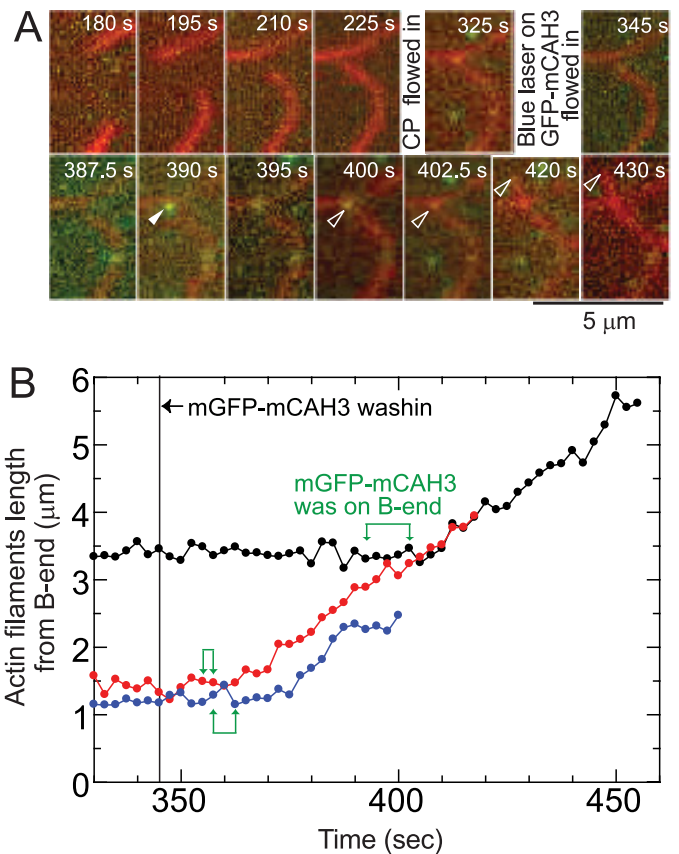 A
180 s
195 s
210 s
225 s
CP flowed in
325 s
Blue laser on
GFP-mCAH3
flowed in
345 s
387.5 s
390 s
395 s
400 s
402.5 s
420 s
430 s
5 μm
B
6
5
4
3
2
1
0
Actin filaments length
from B-end (μm)
mGFP-mCAH3 washin
mGFP-mCAH3
was on B-end
350
400
450
Time (sec)